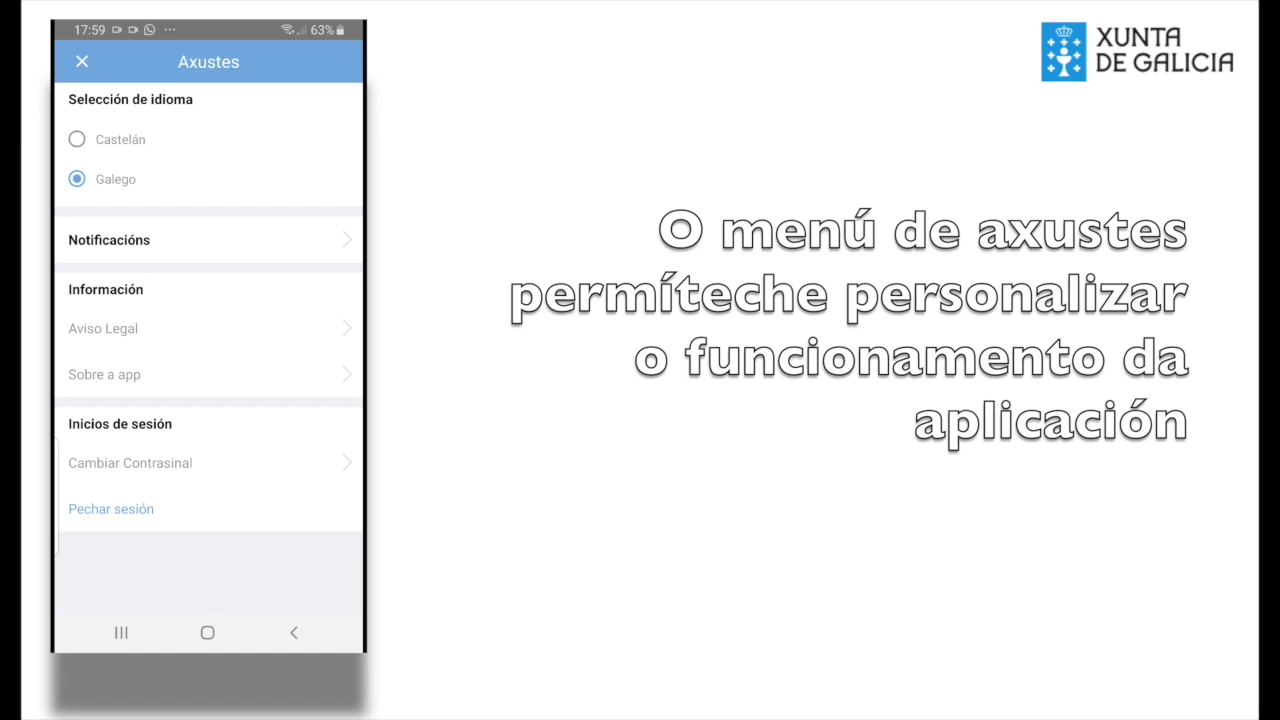 17:59
63%
Axustes
Selección de idioma
Castelán
Galego
Notificacións
Información
Aviso Legal
Sobre a app
Inicios de sesión
Cambiar Contrasinal
Pechar sesión
XUNTA
DE GALICIA
O menú de axustes
permíteche personalizar
o funcionamento da
aplicación